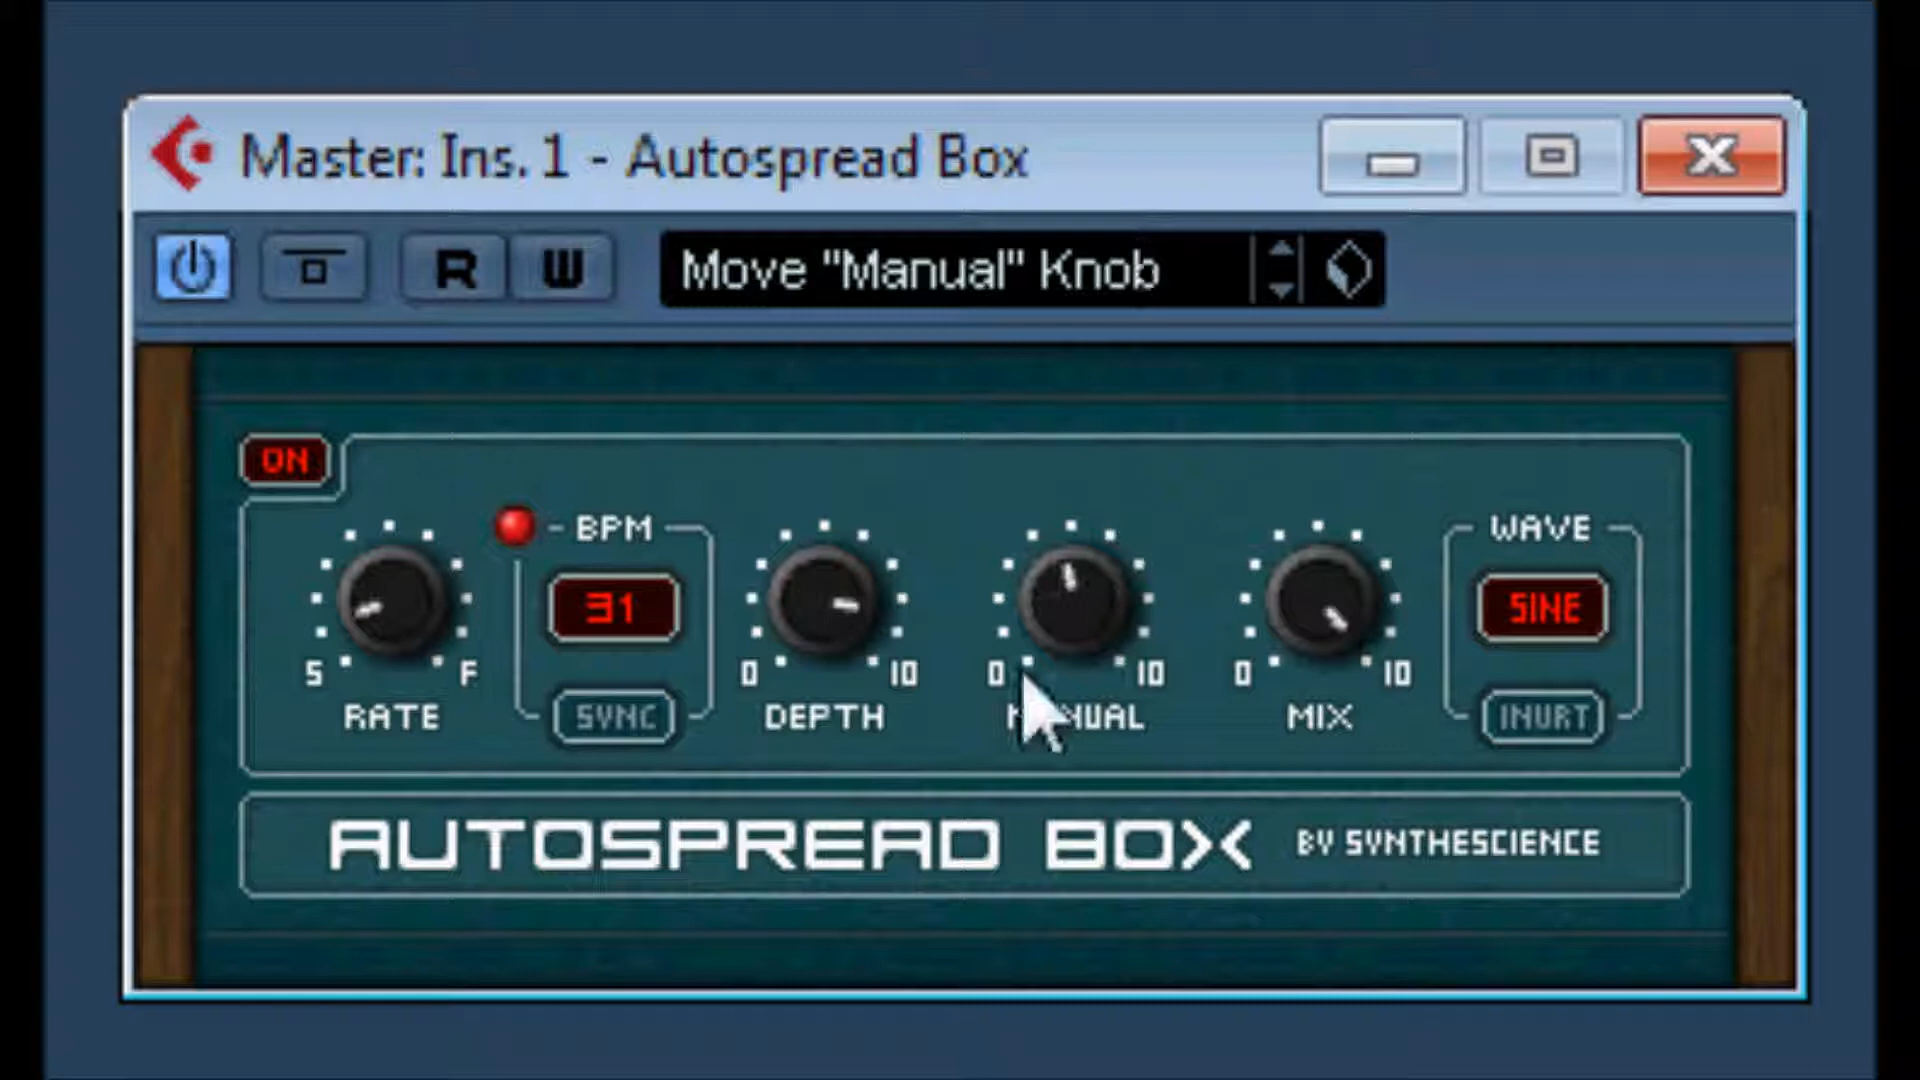 Master: Ins. 1 - Autospread Box
R W Move "Manual" Knob
ON
BPM WAVE
31 SINE
S F 0 10 0 10 0 10
RATE SYNC DEPTH MANUAL MIX INVRT
AUTOSPREAD BOX BY SYNTHESCIENCE